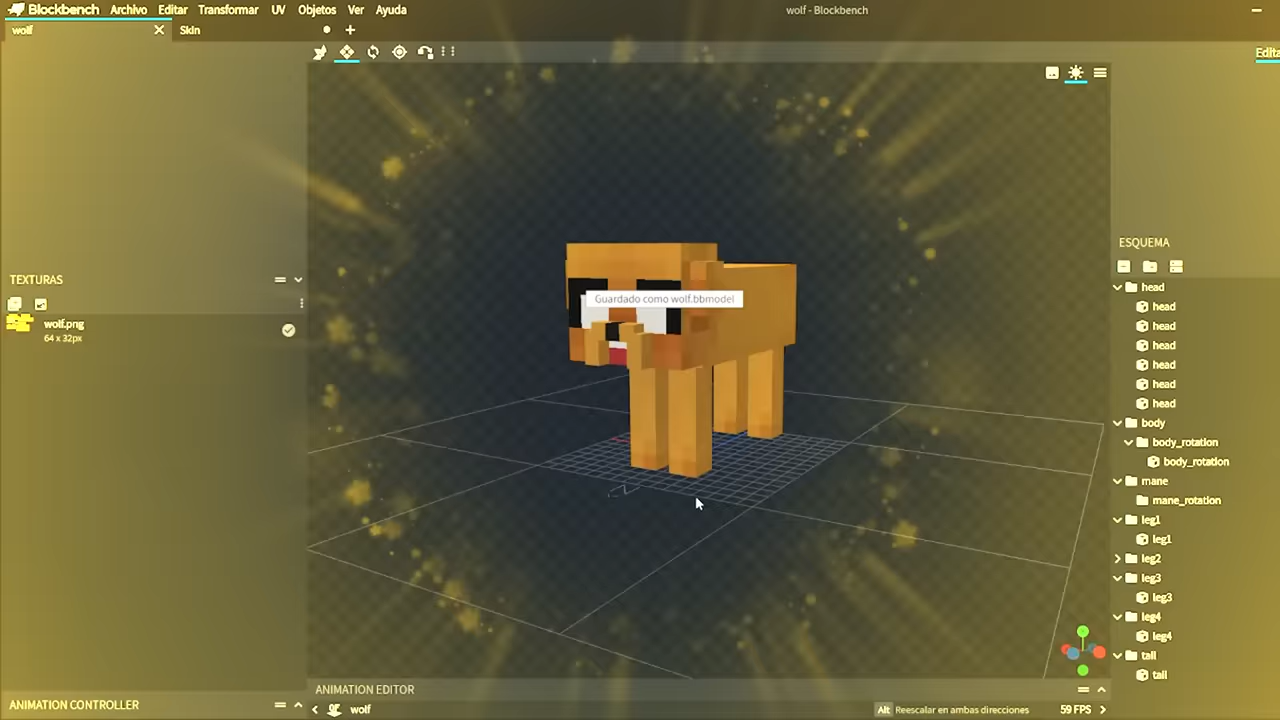 Blockbench Archivo Editar Transformar UV Objetos Ver Ayuda
wolf - Blockbench
wolf
Skin
Edita
TEXTURAS
wolf.png
64 x 32px
Guardado como wolf.bbmodel
ESQUEMA
head
head
head
head
head
head
head
body
body_rotation
body_rotation
mane
mane_rotation
leg1
leg1
leg2
leg3
leg3
leg4
leg4
tail
tail
ANIMATION EDITOR
ANIMATION CONTROLLER
wolf
Alt Reescalar en ambas direcciones
59 FPS